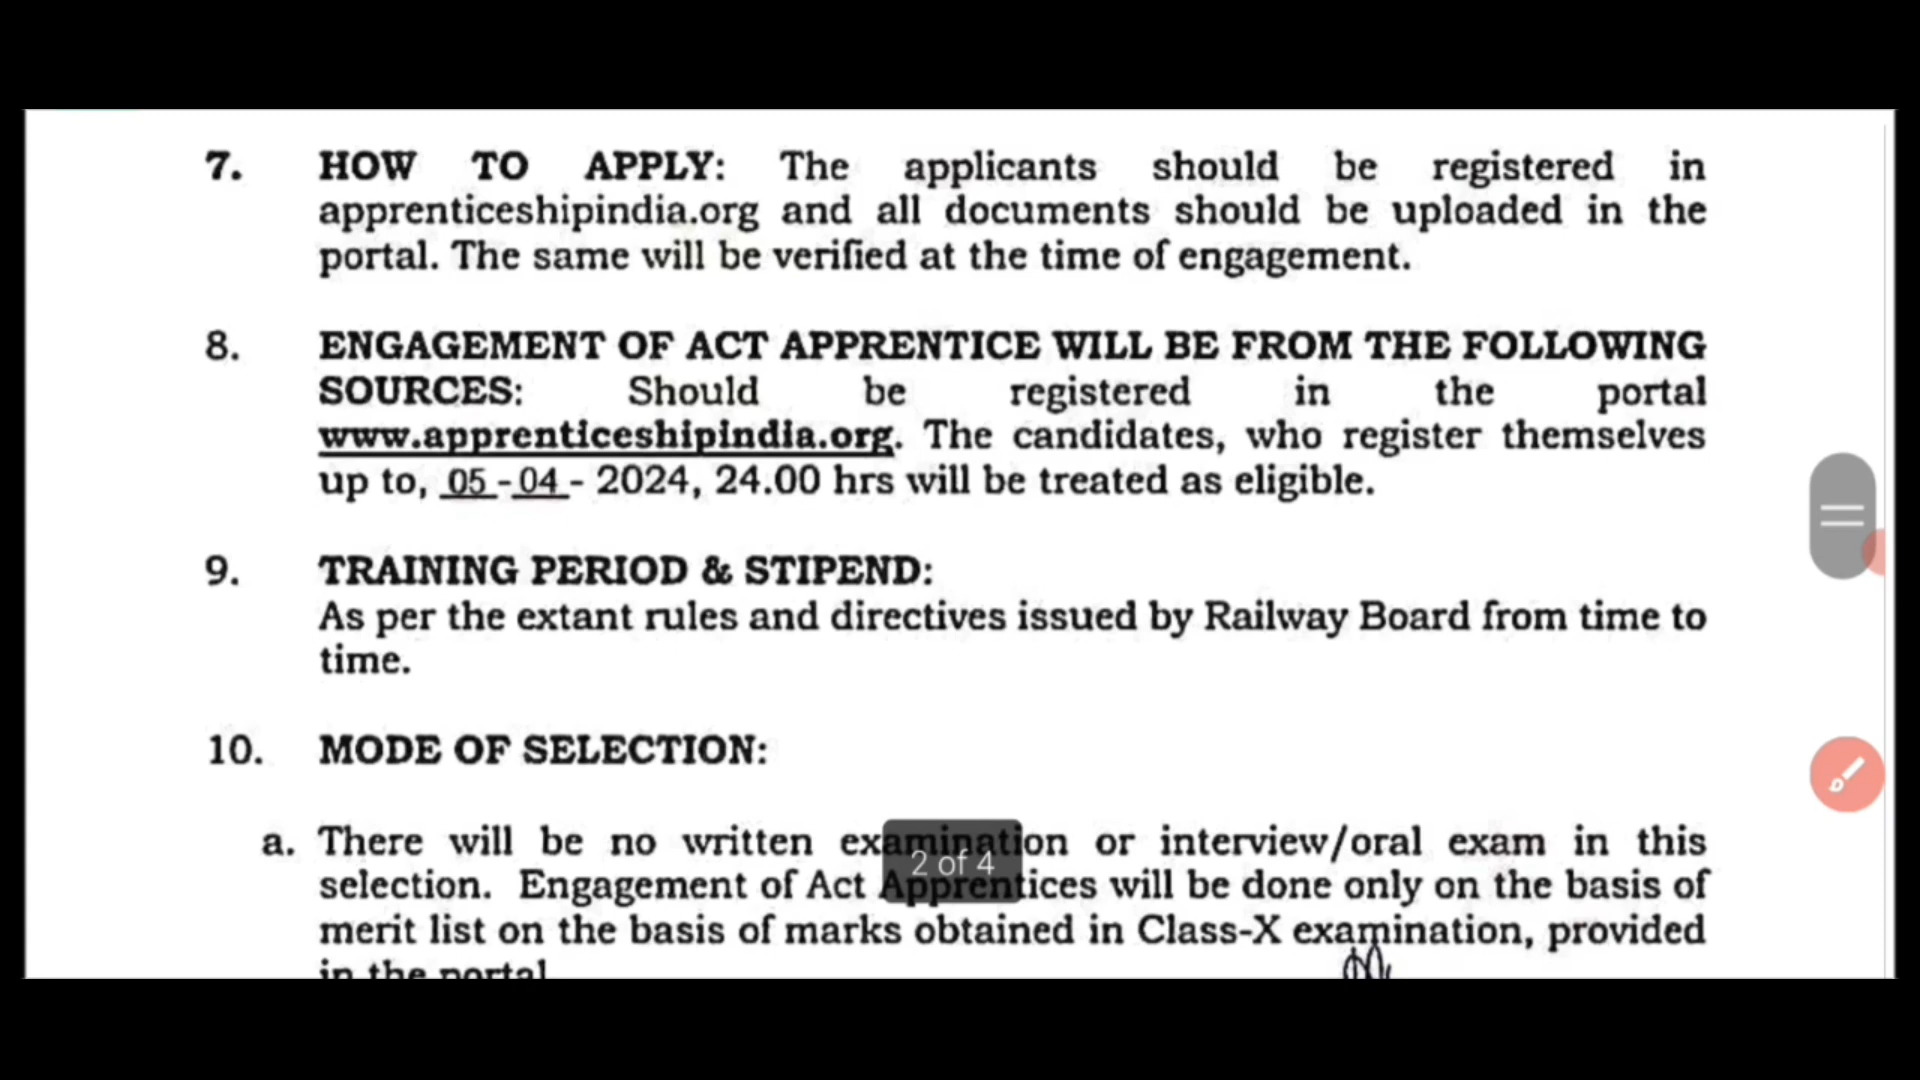 7. HOW TO APPLY: The applicants should be registered in
apprenticeshipindia.org and all documents should be uploaded in the
portal. The same will be verified at the time of engagement.
8. ENGAGEMENT OF ACT APPRENTICE WILL BE FROM THE FOLLOWING
SOURCES: Should be registered in the portal
www.apprenticeshipindia.org. The candidates, who register themselves
up to, 05 - 04 - 2024, 24.00 hrs will be treated as eligible.
9. TRAINING PERIOD & STIPEND:
As per the extant rules and directives issued by Railway Board from time to
time.
10. MODE OF SELECTION:
a. There will be no written examination or interview/oral exam in this
2 of 4
selection. Engagement of Act Apprentices will be done only on the basis of
merit list on the basis of marks obtained in Class-X examination, provided
in the portal